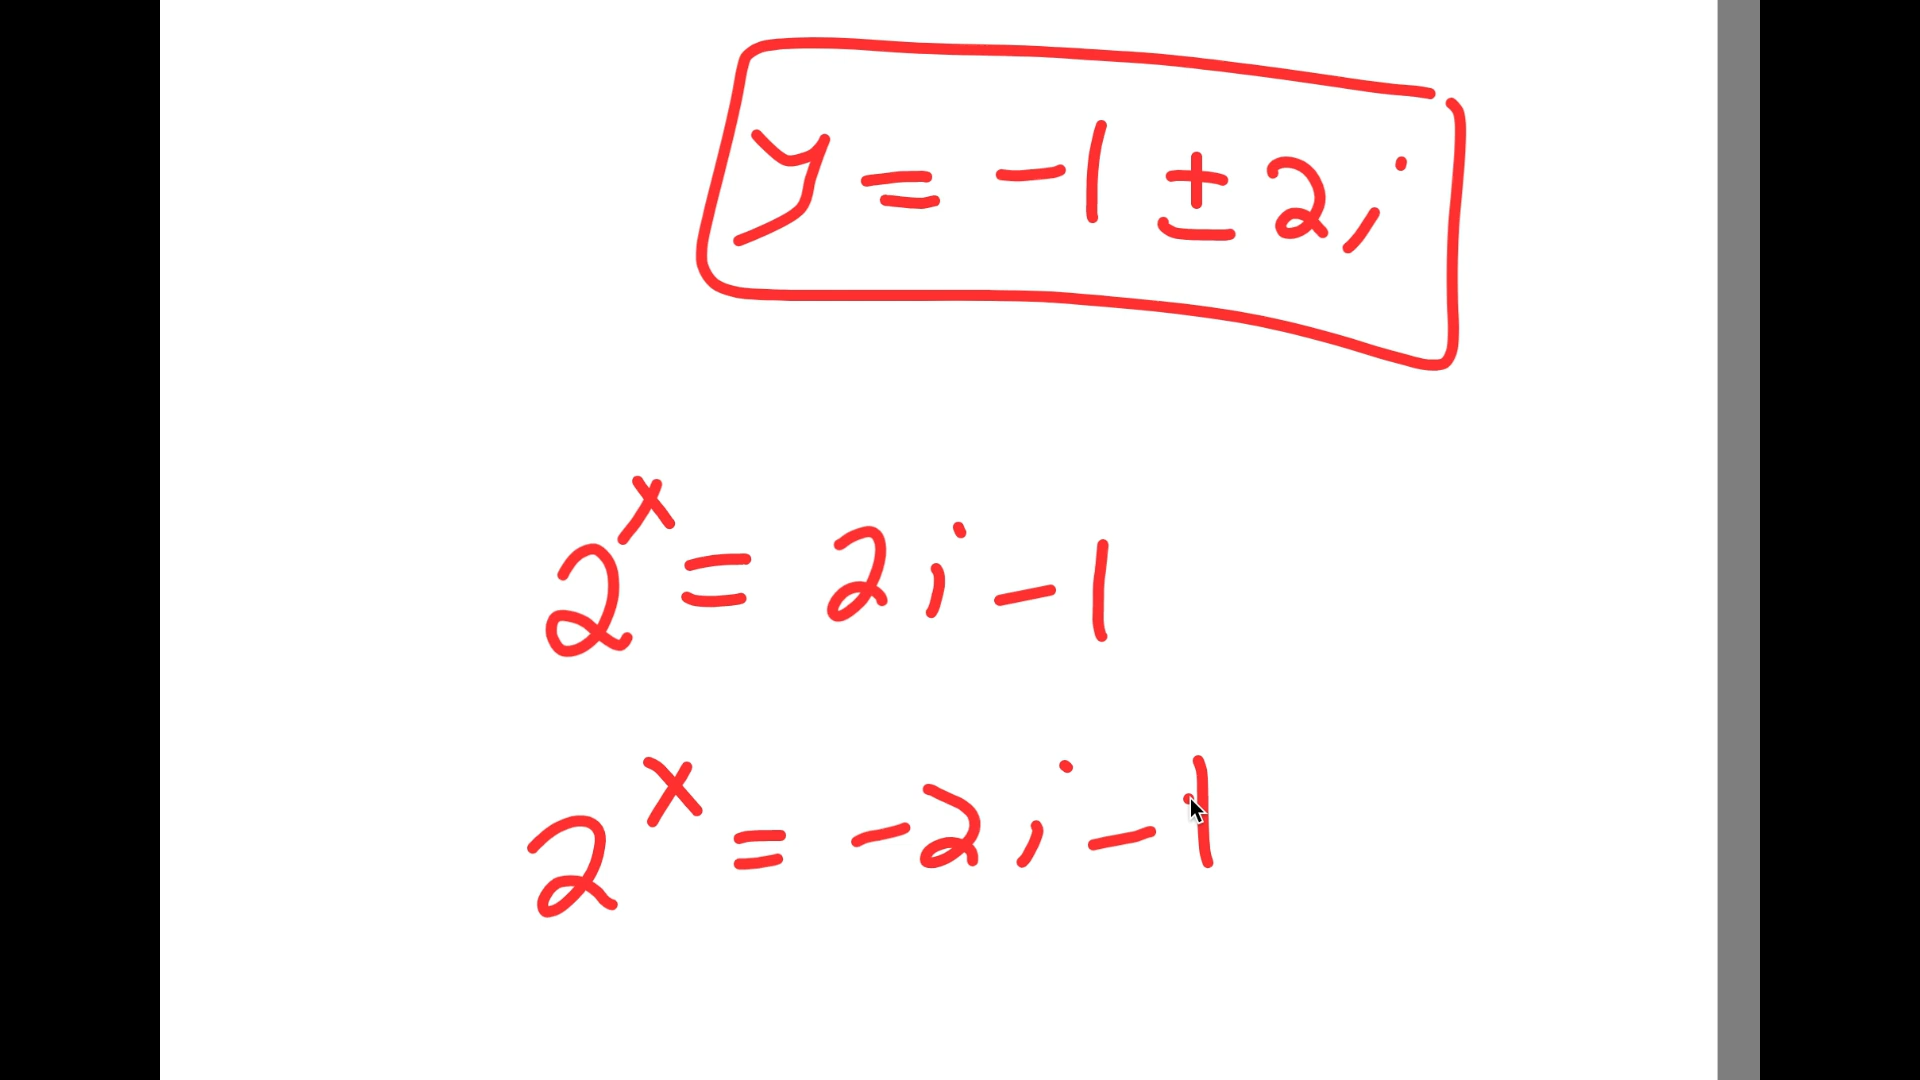 y = -1 ± 2i
2^x = 2i - 1
2^x = -2i - 1